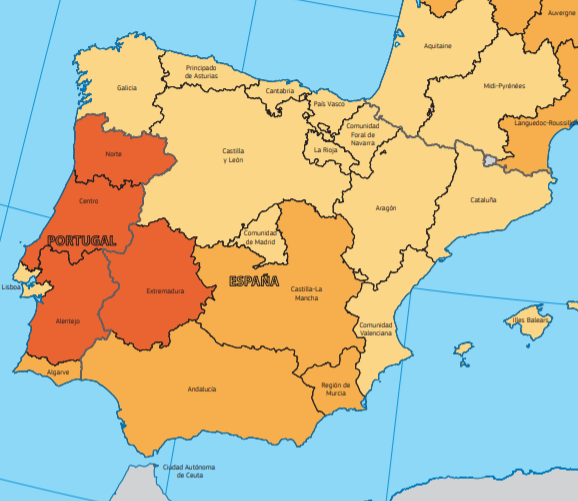 Auvergne
Aquitaine
Principado
de Asturias
Cantabria
Galicia
Midi-Pyrénées
País Vasco
Languedoc-Roussill
Comunidad
Foral de
Navarra
Norte
Castilla
y León
La Rioja
Centro
Cataluña
Aragón
PORTUGAL
Comunidad
de Madrid
ESPAÑA
Lisboa
Extremadura
Castilla-La
Mancha
Alentejo
Illes Balears
Comunidad
Valenciana
Algarve
Andalucía
Región de
Murcia
Ciudad Autónoma
de Ceuta